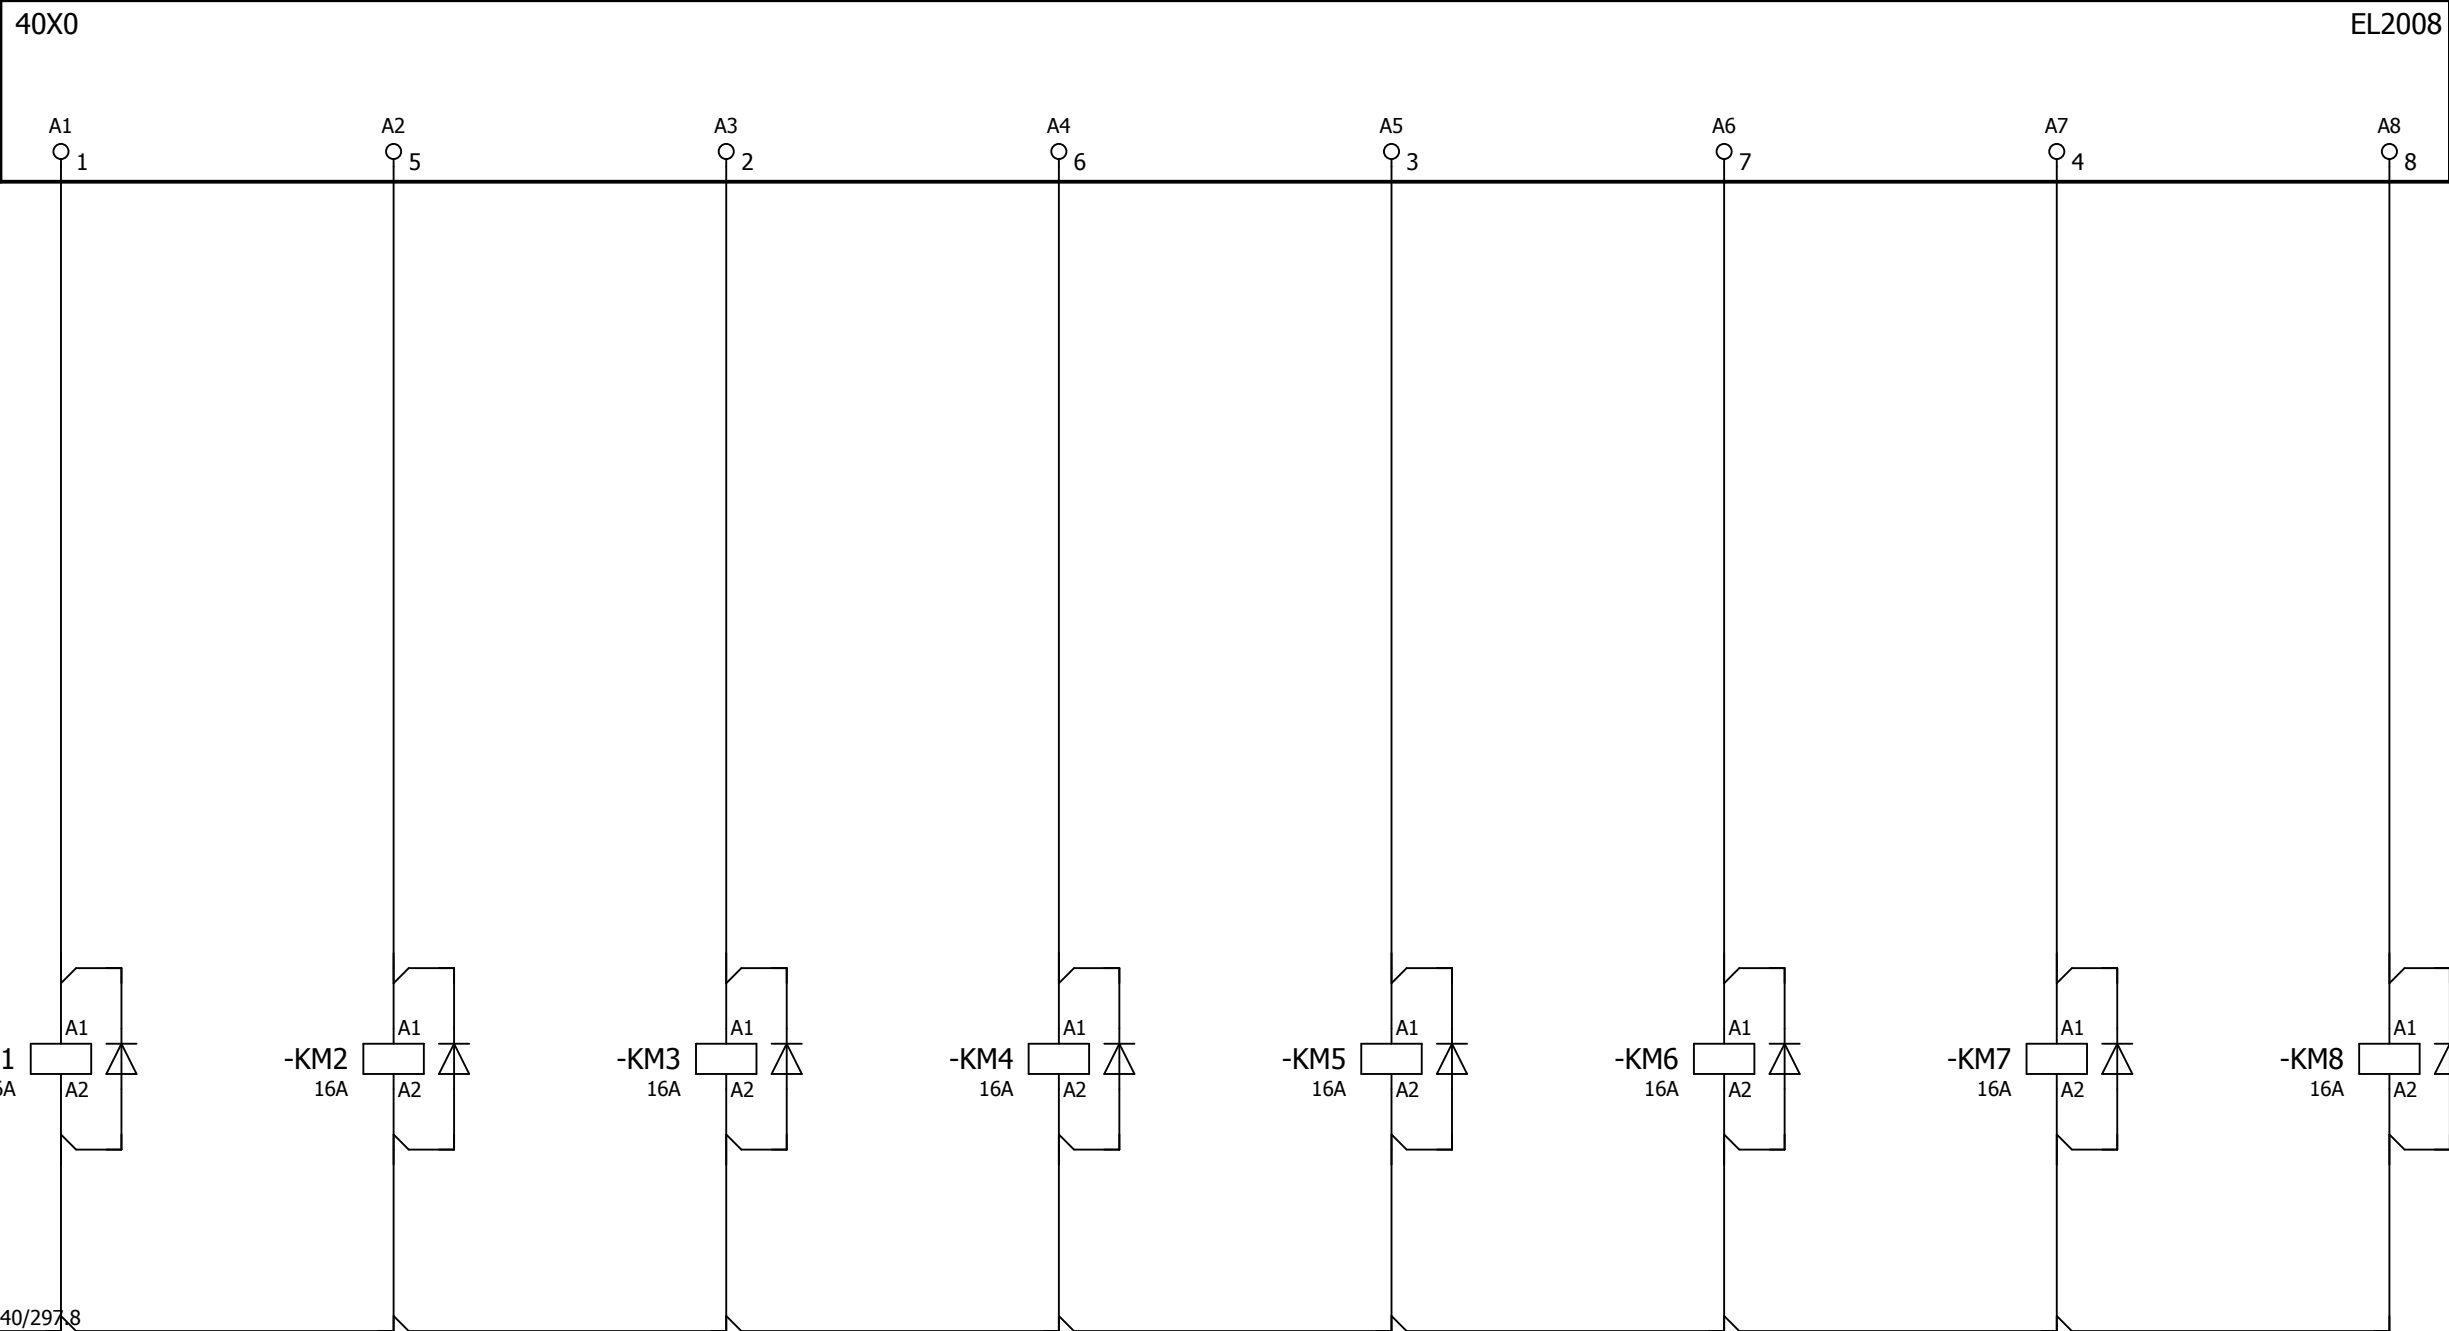 40X0 EL2008
A1 A2 A3 A4 A5 A6 A7 A8
1 5 2 6 3 7 4 8
A1 A1 A1 A1 A1 A1 A1 A1
1 -KM2 -KM3 -KM4 -KM5 -KM6 -KM7 -KM8
A 16A 16A 16A 16A 16A 16A 16A
A2 A2 A2 A2 A2 A2 A2 A2
40/297.8